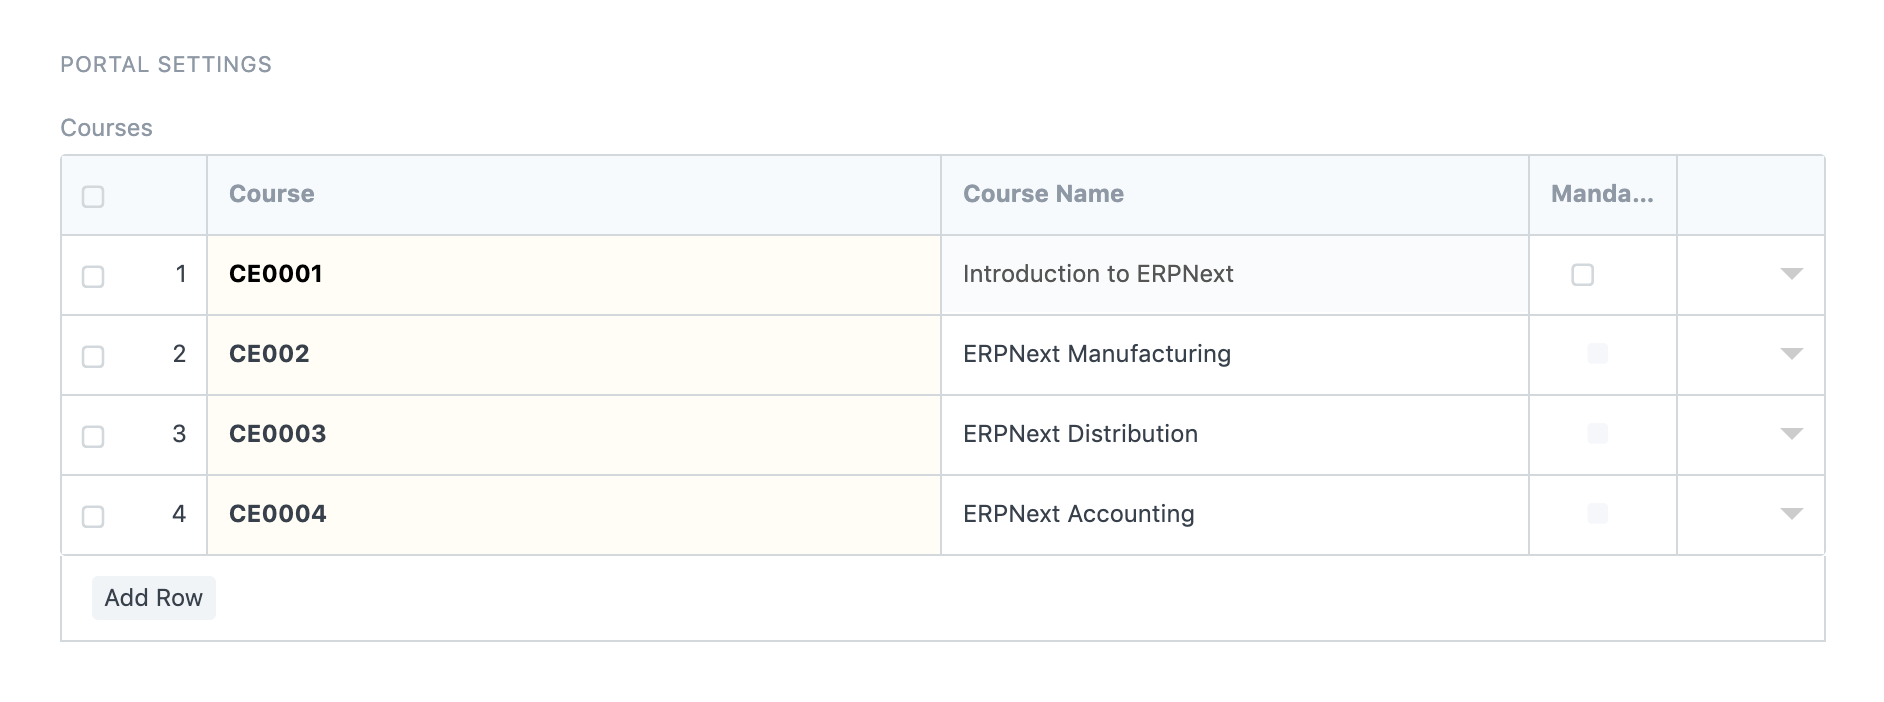 PORTAL SETTINGS
Courses
Course Course Name Manda...
1 CE0001 Introduction to ERPNext
2 CE002 ERPNext Manufacturing
3 CE0003 ERPNext Distribution
4 CE0004 ERPNext Accounting
Add Row